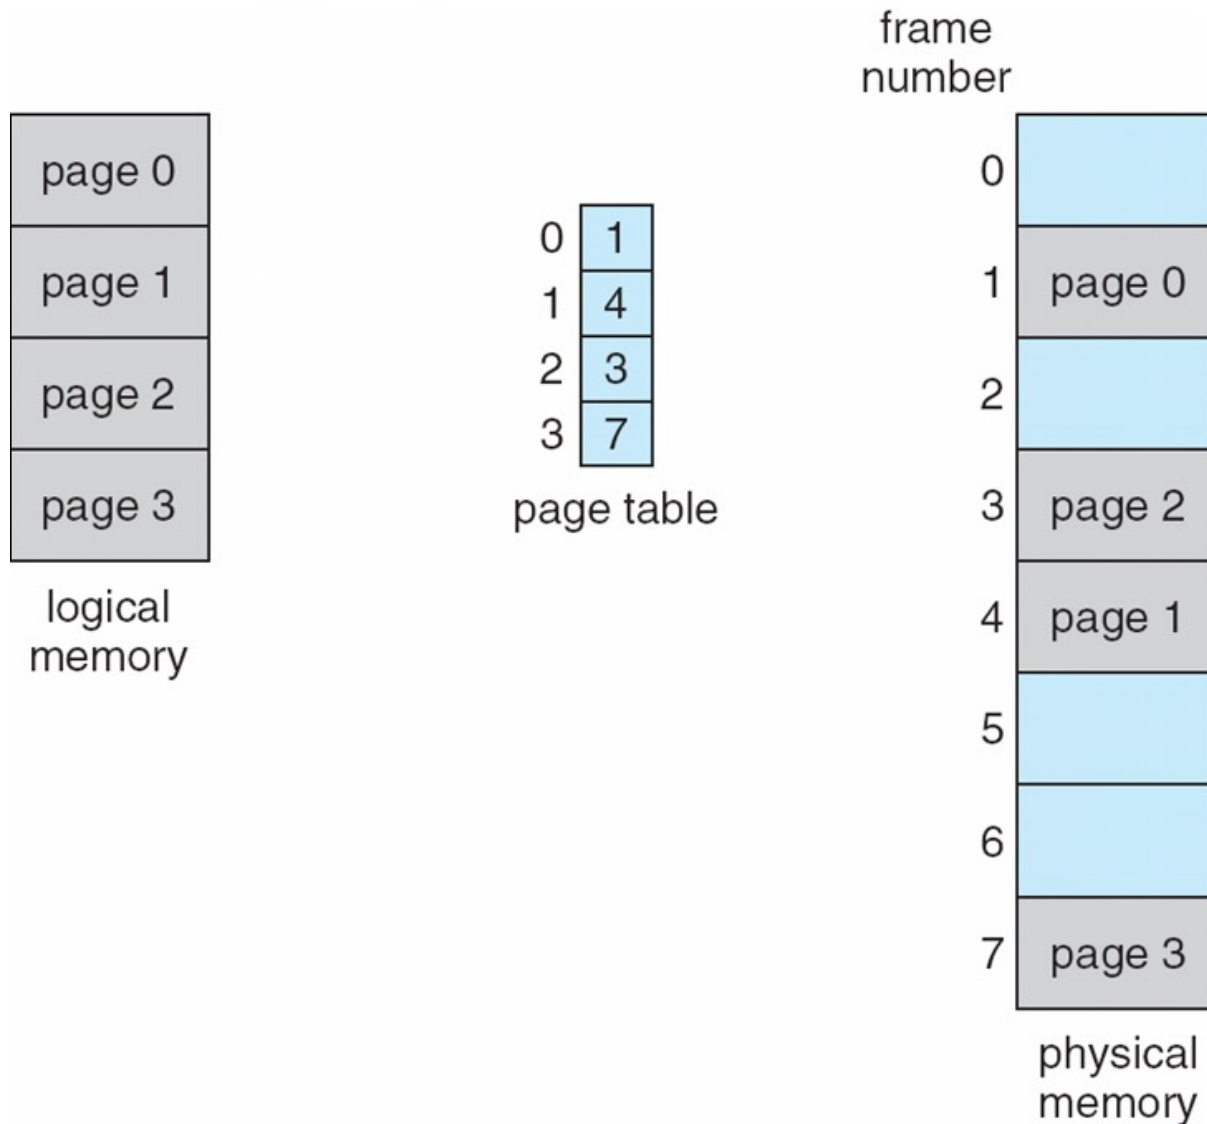 page 0
page 1
page 2
page 3
logical
memory
0 1
1 4
2 3
3 7
page table
frame
number
0
1 page 0
2
3 page 2
4 page 1
5
6
7 page 3
physical
memory